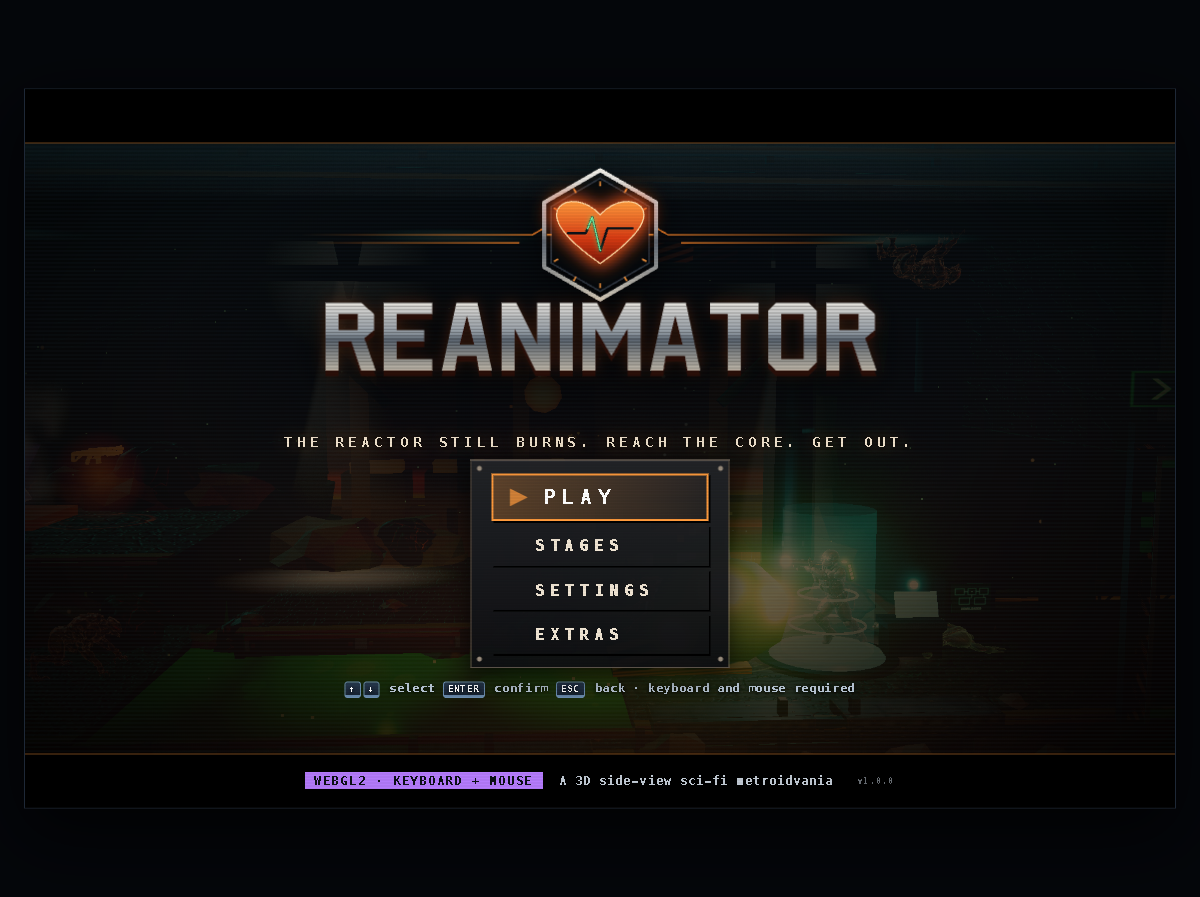 REANIMATOR
THE REACTOR STILL BURNS. REACH THE CORE. GET OUT.
PLAY
STAGES
SETTINGS
EXTRAS
↑ ↓ select ENTER confirm ESC back · keyboard and mouse required
WEBGL2 · KEYBOARD + MOUSE A 3D side-view sci-fi metroidvania v1.0.0